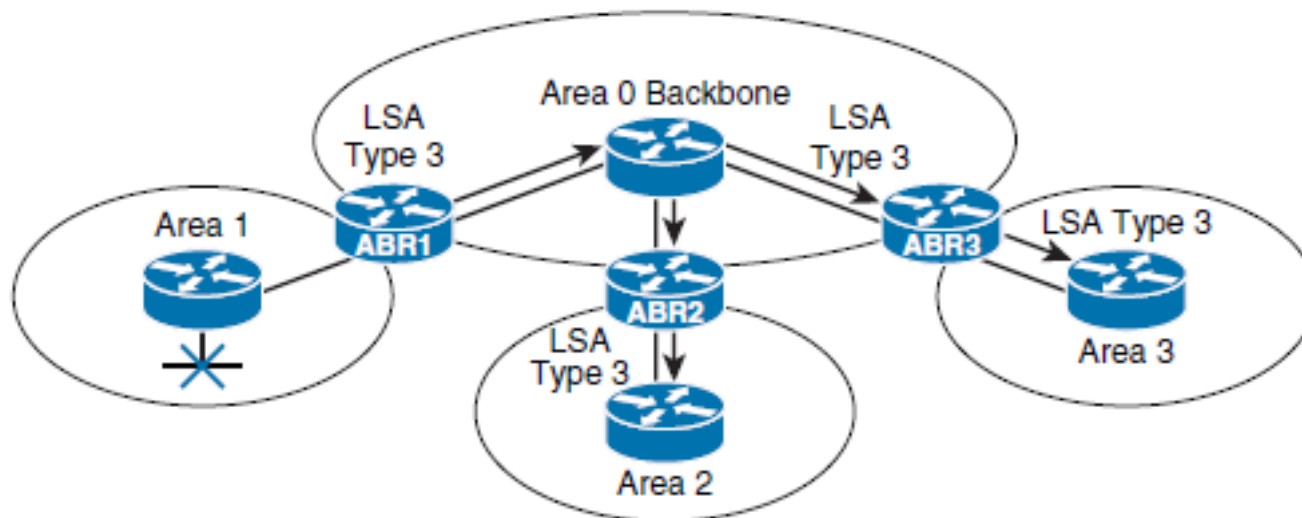 Area 0 Backbone
LSA
Type 3
LSA
Type 3
Area 1
ABR1
ABR3
LSA Type 3
ABR2
LSA
Type 3
Area 3
Area 2